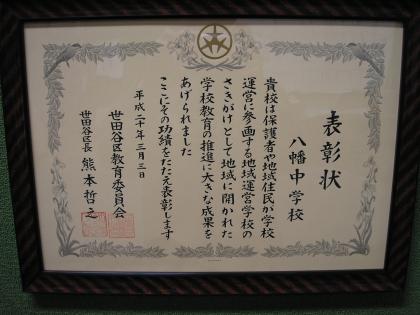 表彰状
八幡中学校
貴校は保護者や地域住民が学校
運営に参画する地域運営学校の
さきがけとして地域に開かれた
学校教育の推進に大きな成果を
あげられました
ここにその功績をたたえ表彰します
平成二十年三月三日
世田谷区教育委員会
世田谷区長 熊本哲之